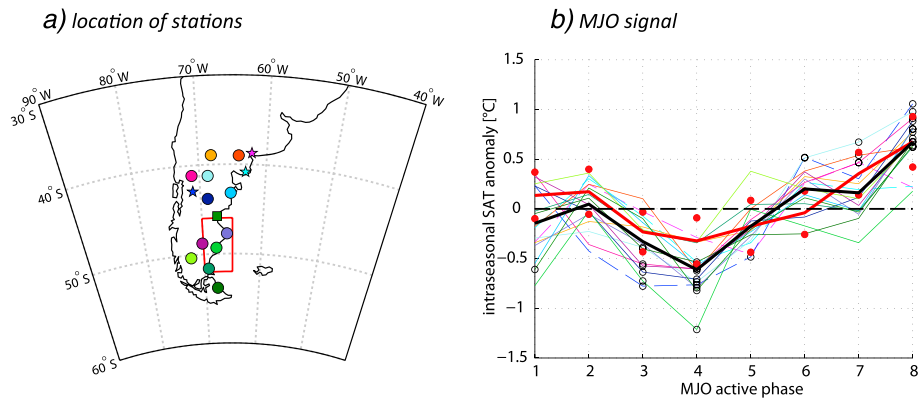 a) location of stations
90° W
80° W
70° W
60° W
50° W
40° W
30° S
40° S
50° S
60° S
b) MJO signal
intraseasonal SAT anomaly [°C]
1.5
1
0.5
0
−0.5
−1
−1.5
1 2 3 4 5 6 7 8
MJO active phase